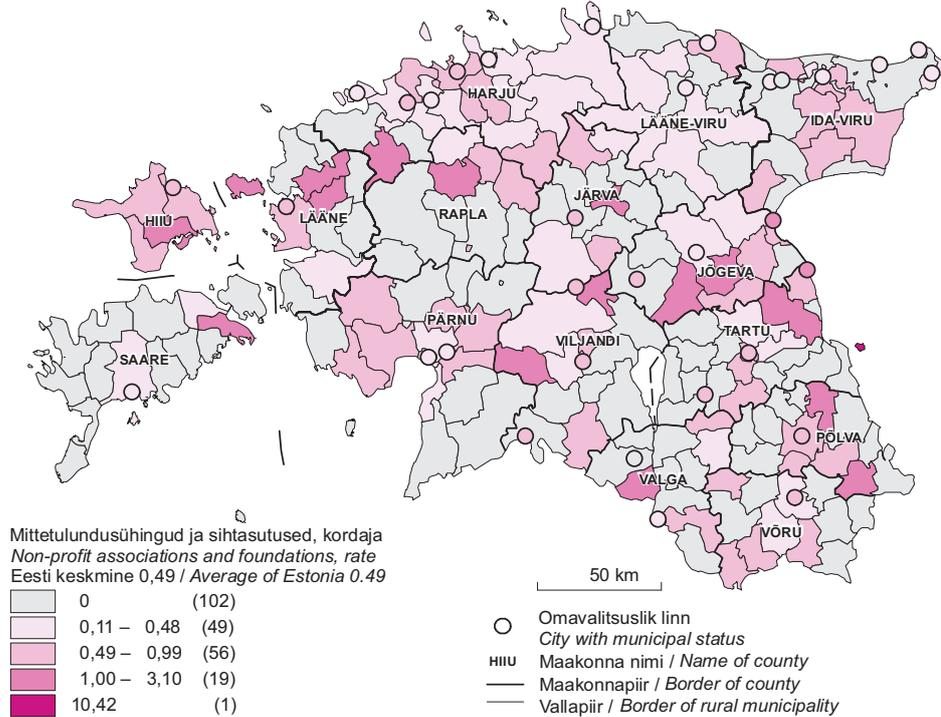 HARJU
LÄÄNE-VIRU
IDA-VIRU
HIIU
LÄÄNE
RAPLA
JÄRVA
JÕGEVA
PÄRNU
VILJANDI
TARTU
SAARE
PÕLVA
VALGA
VÕRU
Mittetulundusühingud ja sihtasutused, kordaja
Non-profit associations and foundations, rate
Eesti keskmine 0,49 / Average of Estonia 0.49
0 (102)
0,11 – 0,48 (49)
0,49 – 0,99 (56)
1,00 – 3,10 (19)
10,42 (1)
50 km
Omavalitsuslik linn
City with municipal status
HIIU Maakonna nimi / Name of county
Maakonnapiir / Border of county
Vallapiir / Border of rural municipality